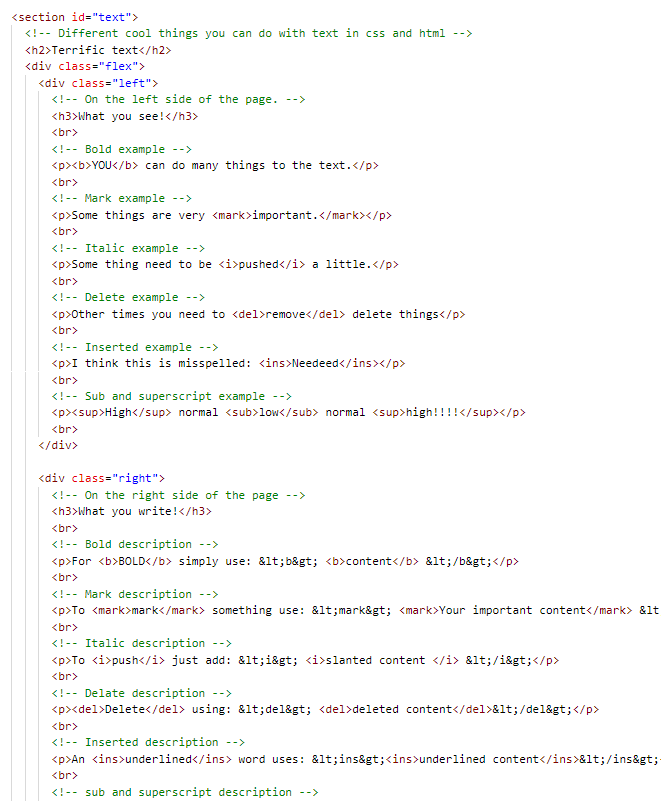 <section id="text">
<!-- Different cool things you can do with text in css and html -->
<h2>Terrific text</h2>
<div class="flex">
<div class="left">
<!-- On the left side of the page. -->
<h3>What you see!</h3>
<br>
<!-- Bold example -->
<p><b>YOU</b> can do many things to the text.</p>
<br>
<!-- Mark example -->
<p>Some things are very <mark>important.</mark></p>
<br>
<!-- Italic example -->
<p>Some thing need to be <i>pushed</i> a little.</p>
<br>
<!-- Delete example -->
<p>Other times you need to <del>remove</del> delete things</p>
<br>
<!-- Inserted example -->
<p>I think this is misspelled: <ins>Needeed</ins></p>
<br>
<!-- Sub and superscript example -->
<p><sup>High</sup> normal <sub>low</sub> normal <sup>high!!!!</sup></p>
<br>
</div>
<div class="right">
<!-- On the right side of the page -->
<h3>What you write!</h3>
<br>
<!-- Bold description -->
<p>For <b>BOLD</b> simply use: &lt;b&gt; <b>content</b> &lt;/b&gt;</p>
<br>
<!-- Mark description -->
<p>To <mark>mark</mark> something use: &lt;mark&gt; <mark>Your important content</mark> &lt
<br>
<!-- Italic description -->
<p>To <i>push</i> just add: &lt;i&gt; <i>slanted content </i> &lt;/i&gt;</p>
<br>
<!-- Delate description -->
<p><del>Delete</del> using: &lt;del&gt; <del>deleted content</del>&lt;/del&gt;</p>
<br>
<!-- Inserted description -->
<p>An <ins>underlined</ins> word uses: &lt;ins&gt;<ins>underlined content</ins>&lt;/ins&gt;
<br>
<!-- sub and superscript description -->